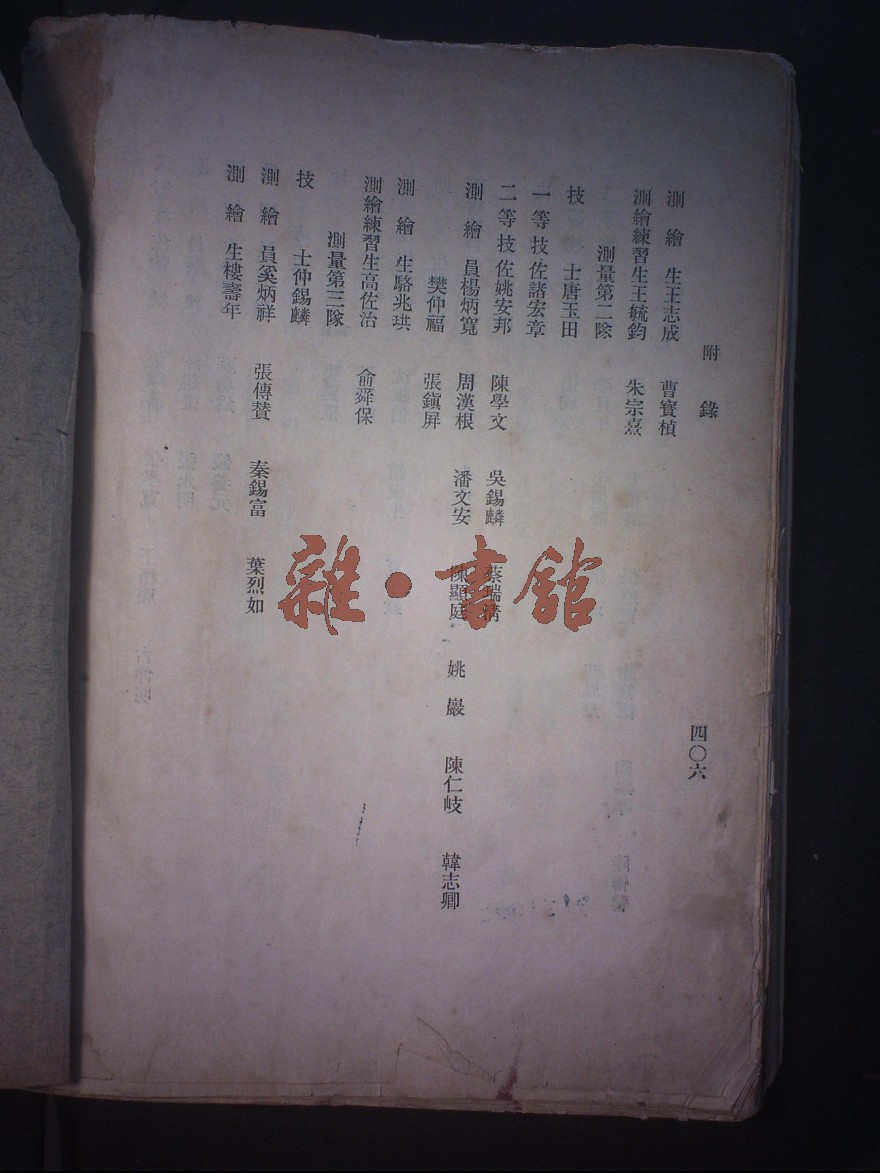 附錄
四〇六
測繪生王志成 曹寶楨
測繪練習生王毓鈞 朱宗熹
測量第二隊
技士唐玉田
一等技佐諸宏章
二等技佐姚安邦 陳學文 吳錫麟 蔡瑞清
測繪員楊炳寬 周漢根 潘文安 陳顯庭 姚巖 陳仁岐 韓志卿
樊仲福 張鎭屏
測繪生駱兆珙
測繪練習生高佐治 俞舜保
測量第三隊
技士仲錫麟
測繪員奚炳祥 張傳贊 秦錫富 葉烈如
測繪生樓壽年
雜·書館